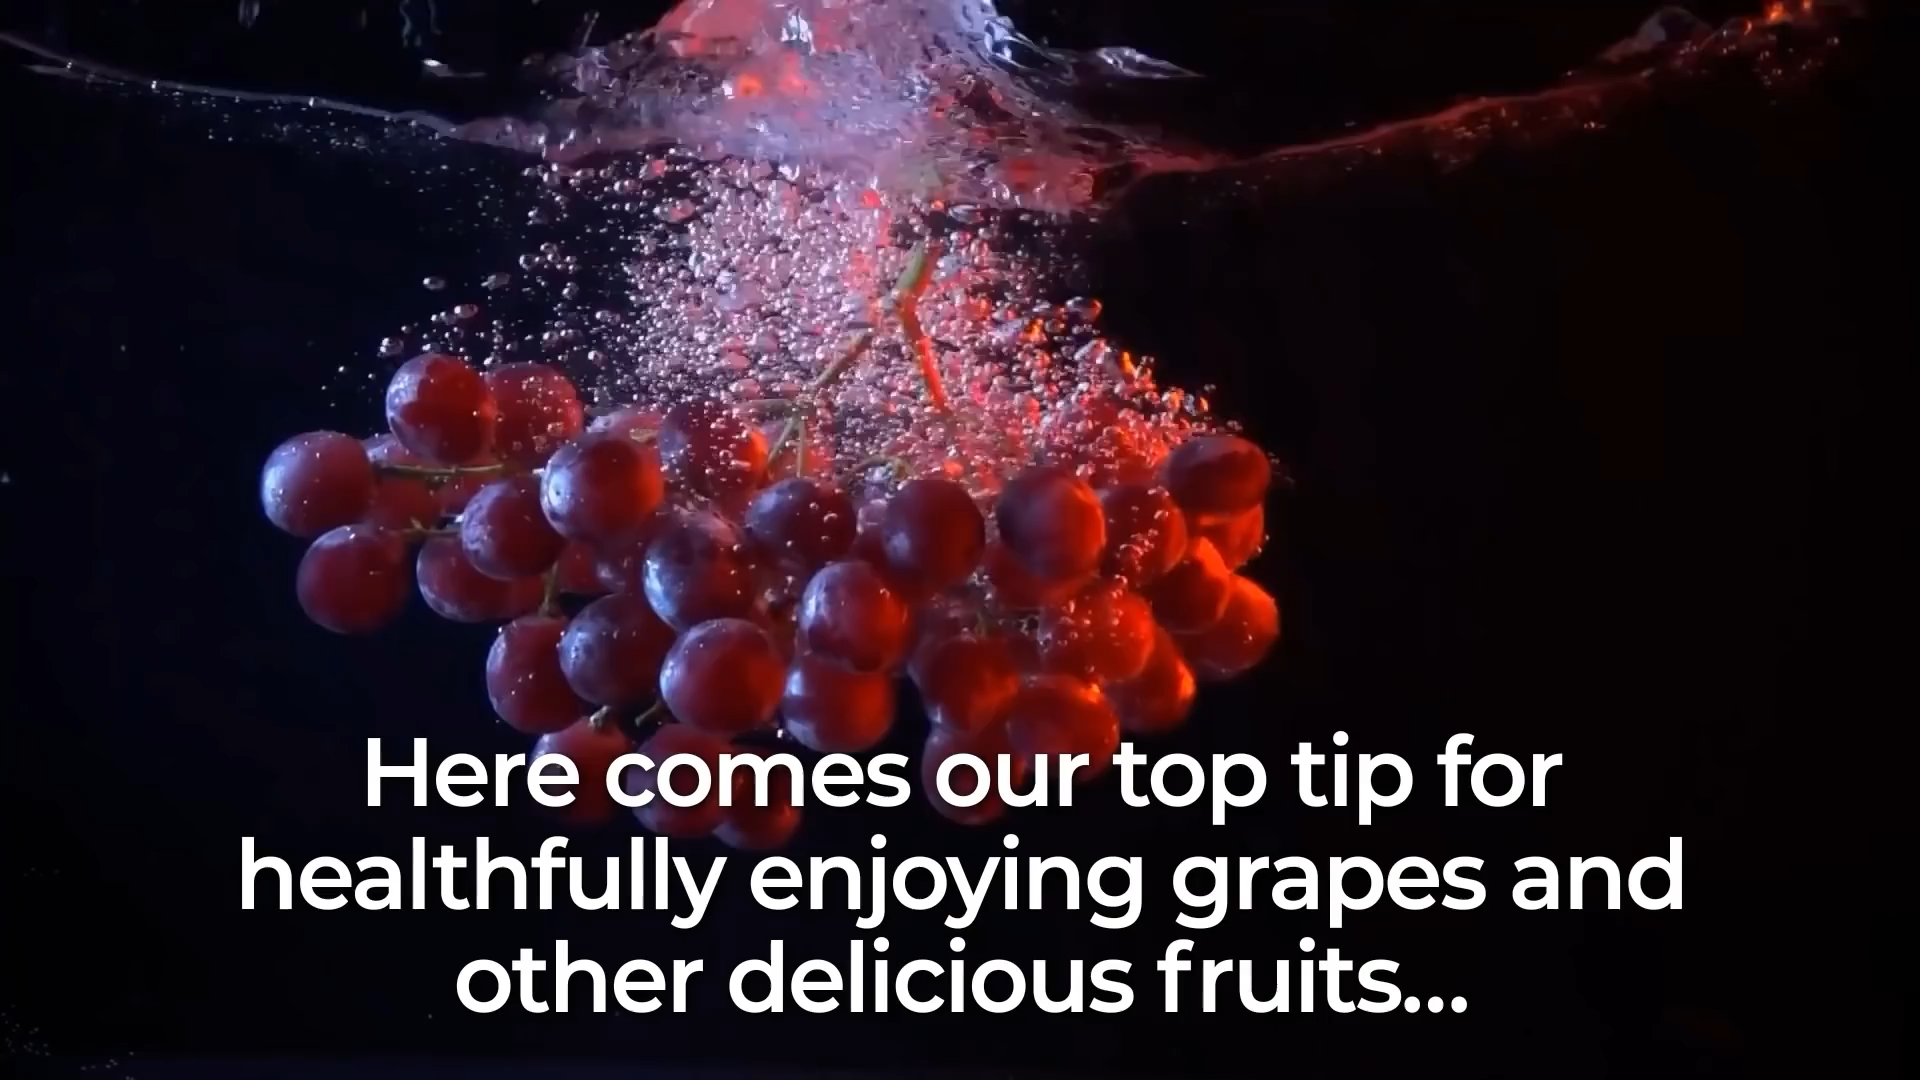 Here comes our top tip for
healthfully enjoying grapes and
other delicious fruits...